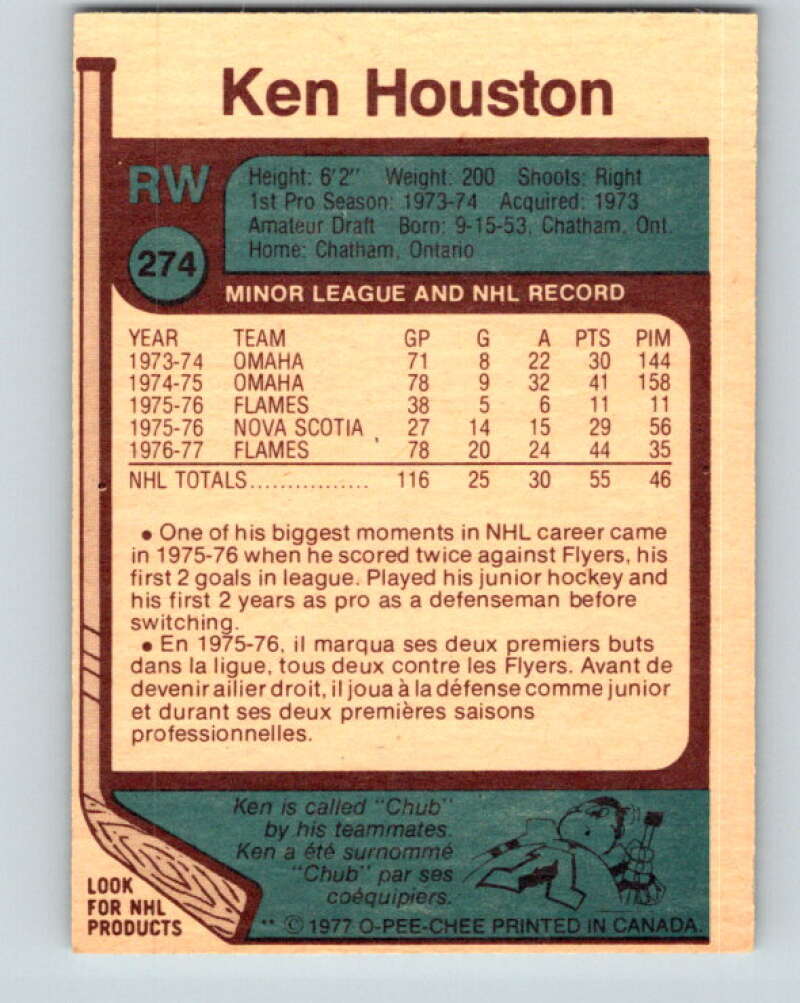 Ken Houston
RW
Height: 6'2" Weight: 200 Shoots: Right
1st Pro Season: 1973-74 Acquired: 1973
Amateur Draft Born: 9-15-53, Chatham, Ont.
Home: Chatham, Ontario
274
MINOR LEAGUE AND NHL RECORD
YEAR TEAM GP G A PTS PIM
1973-74 OMAHA 71 8 22 30 144
1974-75 OMAHA 78 9 32 41 158
1975-76 FLAMES 38 5 6 11 11
1975-76 NOVA SCOTIA 27 14 15 29 56
1976-77 FLAMES 78 20 24 44 35
NHL TOTALS................ 116 25 30 55 46
• One of his biggest moments in NHL career came
in 1975-76 when he scored twice against Flyers, his
first 2 goals in league. Played his junior hockey and
his first 2 years as pro as a defenseman before
switching.
• En 1975-76, il marqua ses deux premiers buts
dans la ligue, tous deux contre les Flyers. Avant de
devenir ailier droit, il joua à la défense comme junior
et durant ses deux premières saisons
professionnelles.
Ken is called "Chub"
by his teammates.
Ken a été surnommé
"Chub" par ses
coéquipiers.
LOOK
FOR NHL
PRODUCTS
** © 1977 O-PEE-CHEE PRINTED IN CANADA.